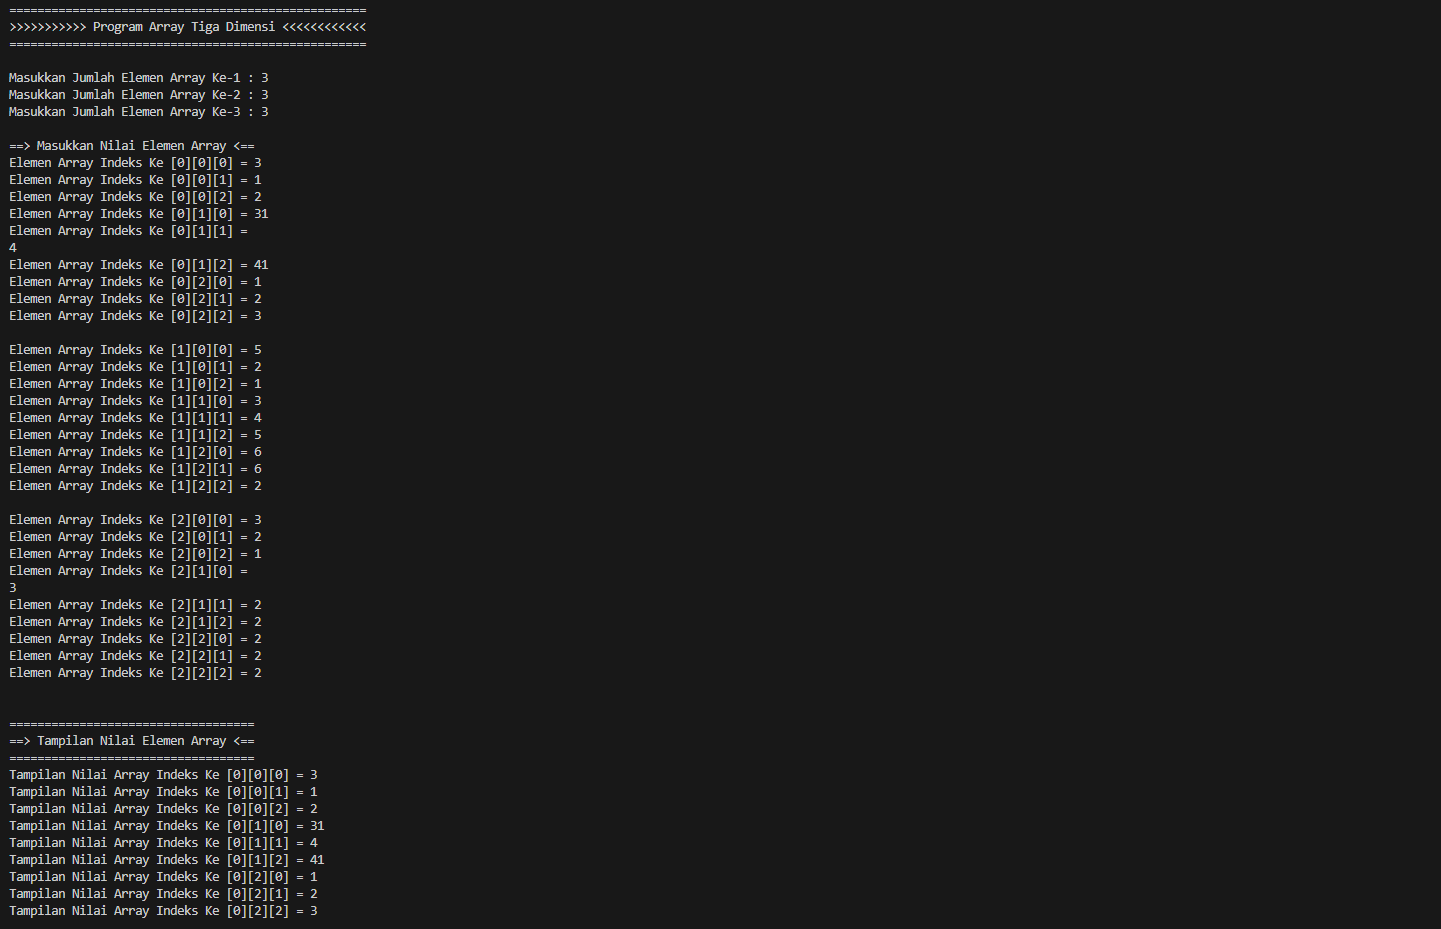 ===================================================
>>>>>>>>>>> Program Array Tiga Dimensi <<<<<<<<<<<<
===================================================
Masukkan Jumlah Elemen Array Ke-1 : 3
Masukkan Jumlah Elemen Array Ke-2 : 3
Masukkan Jumlah Elemen Array Ke-3 : 3
==> Masukkan Nilai Elemen Array <==
Elemen Array Indeks Ke [0][0][0] = 3
Elemen Array Indeks Ke [0][0][1] = 1
Elemen Array Indeks Ke [0][0][2] = 2
Elemen Array Indeks Ke [0][1][0] = 31
Elemen Array Indeks Ke [0][1][1] =
4
Elemen Array Indeks Ke [0][1][2] = 41
Elemen Array Indeks Ke [0][2][0] = 1
Elemen Array Indeks Ke [0][2][1] = 2
Elemen Array Indeks Ke [0][2][2] = 3
Elemen Array Indeks Ke [1][0][0] = 5
Elemen Array Indeks Ke [1][0][1] = 2
Elemen Array Indeks Ke [1][0][2] = 1
Elemen Array Indeks Ke [1][1][0] = 3
Elemen Array Indeks Ke [1][1][1] = 4
Elemen Array Indeks Ke [1][1][2] = 5
Elemen Array Indeks Ke [1][2][0] = 6
Elemen Array Indeks Ke [1][2][1] = 6
Elemen Array Indeks Ke [1][2][2] = 2
Elemen Array Indeks Ke [2][0][0] = 3
Elemen Array Indeks Ke [2][0][1] = 2
Elemen Array Indeks Ke [2][0][2] = 1
Elemen Array Indeks Ke [2][1][0] =
3
Elemen Array Indeks Ke [2][1][1] = 2
Elemen Array Indeks Ke [2][1][2] = 2
Elemen Array Indeks Ke [2][2][0] = 2
Elemen Array Indeks Ke [2][2][1] = 2
Elemen Array Indeks Ke [2][2][2] = 2
===================================
==> Tampilan Nilai Elemen Array <==
===================================
Tampilan Nilai Array Indeks Ke [0][0][0] = 3
Tampilan Nilai Array Indeks Ke [0][0][1] = 1
Tampilan Nilai Array Indeks Ke [0][0][2] = 2
Tampilan Nilai Array Indeks Ke [0][1][0] = 31
Tampilan Nilai Array Indeks Ke [0][1][1] = 4
Tampilan Nilai Array Indeks Ke [0][1][2] = 41
Tampilan Nilai Array Indeks Ke [0][2][0] = 1
Tampilan Nilai Array Indeks Ke [0][2][1] = 2
Tampilan Nilai Array Indeks Ke [0][2][2] = 3